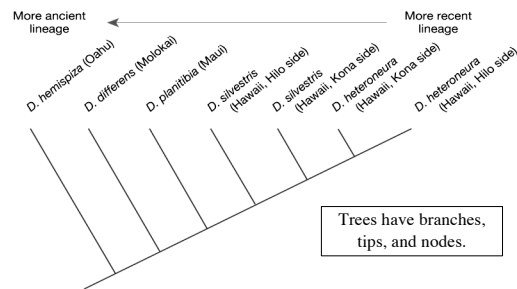 More ancient
lineage
More recent
lineage
D. hemispiza (Oahu)
D. differens (Molokai)
D. planitibia (Maui)
D. silvestris
(Hawaii, Hilo side)
D. silvestris
(Hawaii, Kona side)
D. heteroneura
(Hawaii, Kona side)
D. heteroneura
(Hawaii, Hilo side)
Trees have branches,
tips, and nodes.